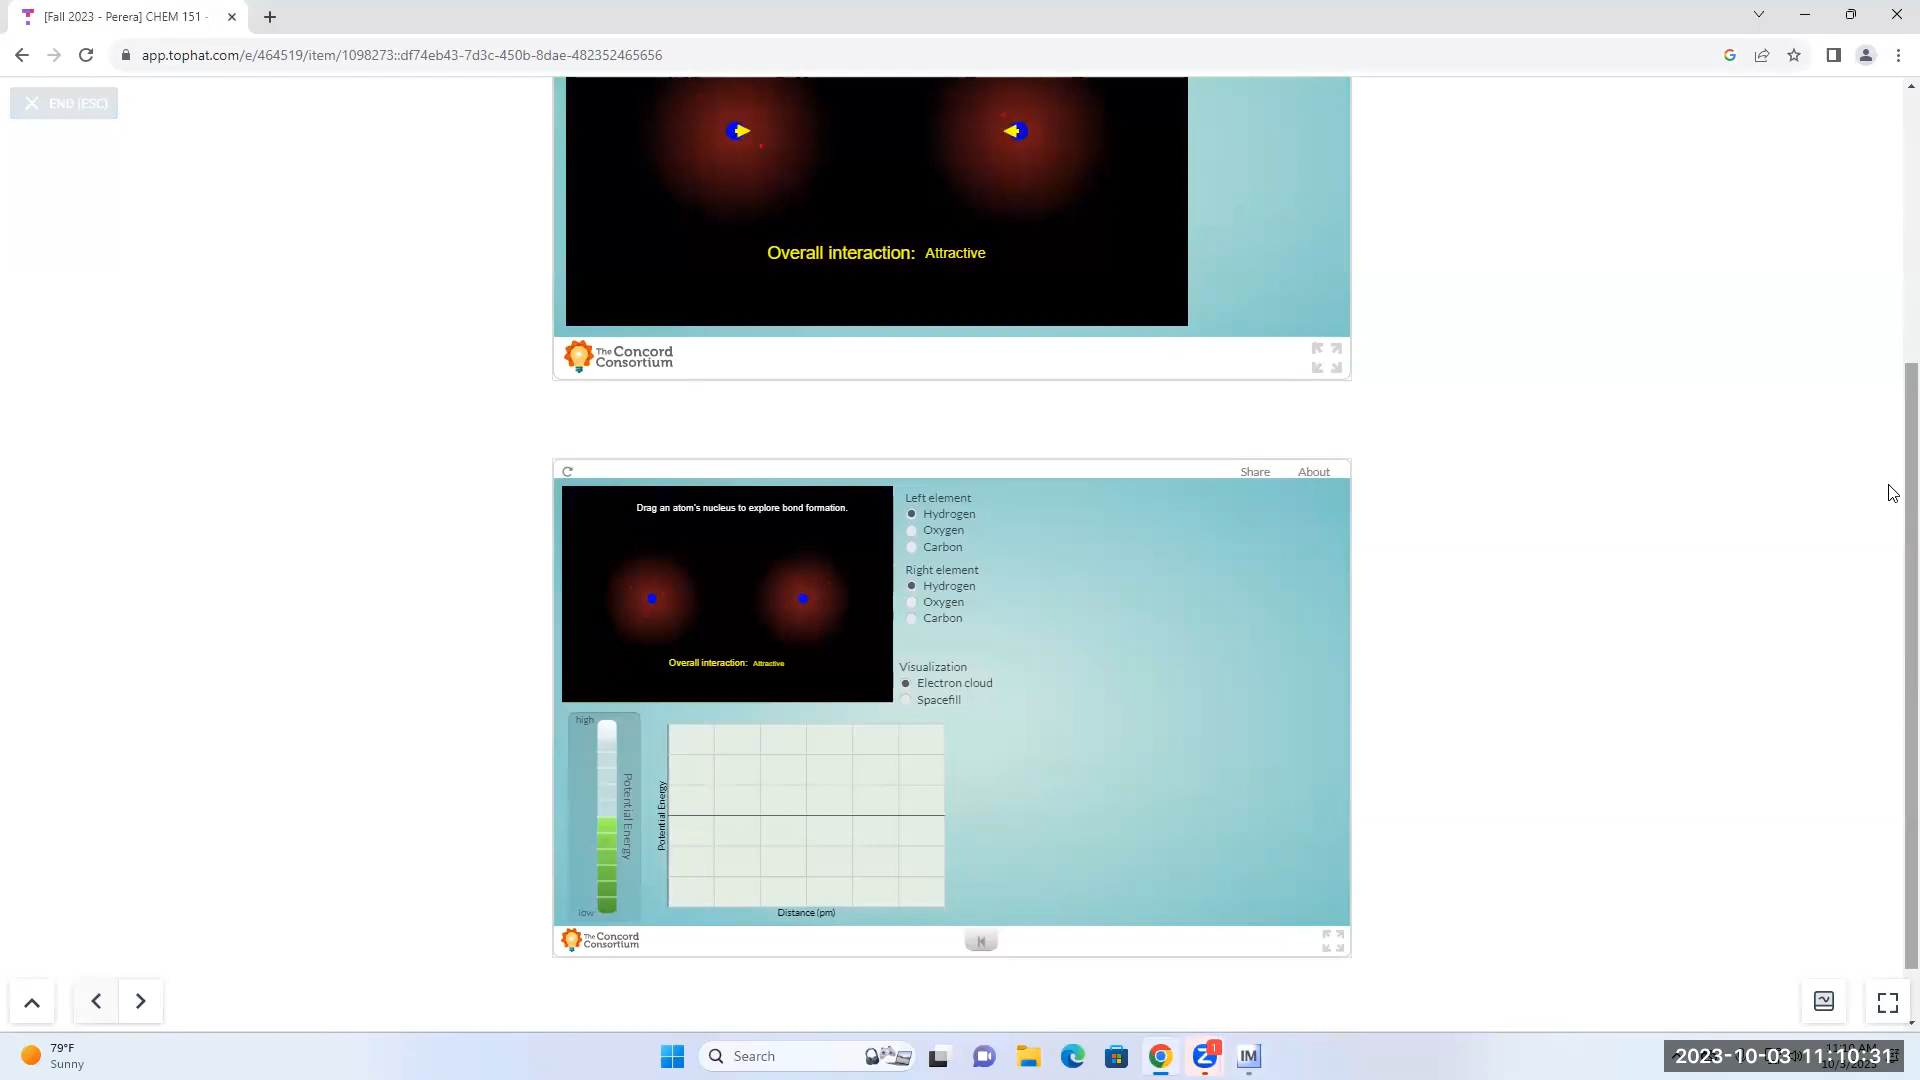 [Fall 2023 - Perera] CHEM 151 -
app.tophat.com/e/464519/item/1098273::df74eb43-7d3c-450b-8dae-482352465656
END (ESC)
Overall interaction: Attractive
The Concord
Consortium
Share About
Drag an atom's nucleus to explore bond formation.
Left element
Hydrogen
Oxygen
Carbon
Right element
Hydrogen
Oxygen
Carbon
Overall interaction: Attractive
Visualization
Electron cloud
Spacefill
high
Potential Energy
low
Potential Energy
Distance (pm)
The Concord
Consortium
79°F
Sunny
Search
1
IM
2023-10-03 11:10:31